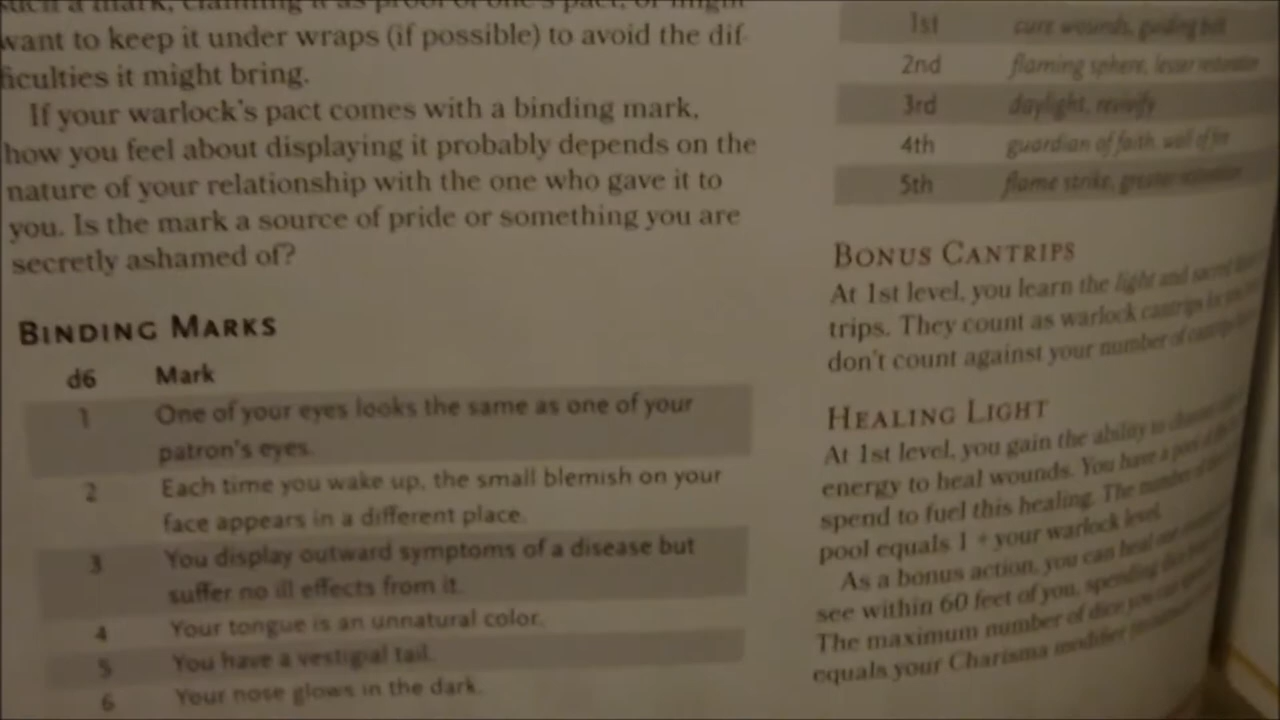 such a mark, claiming it as proof of one's pact, or might
want to keep it under wraps (if possible) to avoid the dif-
ficulties it might bring.
If your warlock's pact comes with a binding mark,
how you feel about displaying it probably depends on the
nature of your relationship with the one who gave it to
you. Is the mark a source of pride or something you are
secretly ashamed of?
BINDING MARKS
d6 Mark
1 One of your eyes looks the same as one of your
patron's eyes.
2 Each time you wake up, the small blemish on your
face appears in a different place.
3 You display outward symptoms of a disease but
suffer no ill effects from it.
4 Your tongue is an unnatural color.
5 You have a vestigial tail.
6 Your nose glows in the dark.
1st cure wounds, guiding bolt
2nd flaming sphere, lesser restoration
3rd daylight, revivify
4th guardian of faith, wall of fire
5th flame strike, greater restoration
BONUS CANTRIPS
At 1st level, you learn the light and sacred
trips. They count as warlock cantrips
don't count against your number of cantrips
HEALING LIGHT
At 1st level, you gain the ability to
energy to heal wounds. You have a pool of
spend to fuel this healing. The number of
pool equals 1 + your warlock level.
As a bonus action, you can heal one
see within 60 feet of you, spending dice
The maximum number of dice you can
equals your Charisma modifier